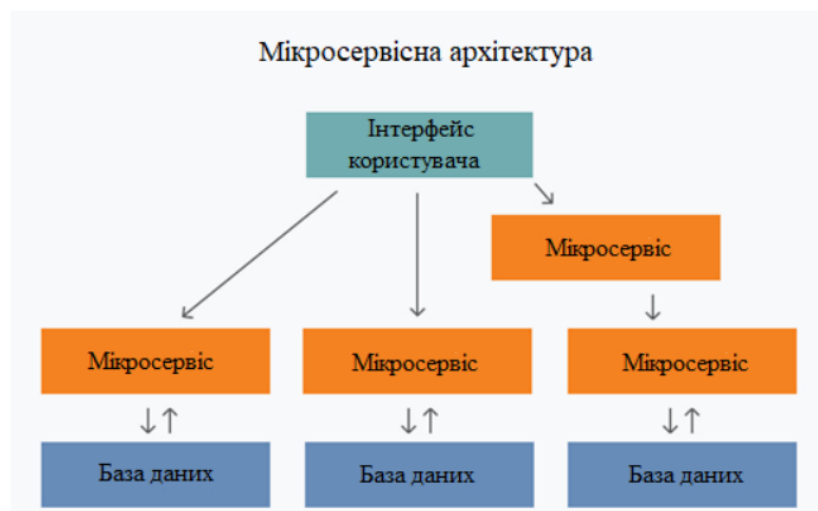 Мікросервісна архітектура
Інтерфейс
користувача
Мікросервіс
Мікросервіс
Мікросервіс
Мікросервіс
База даних
База даних
База даних